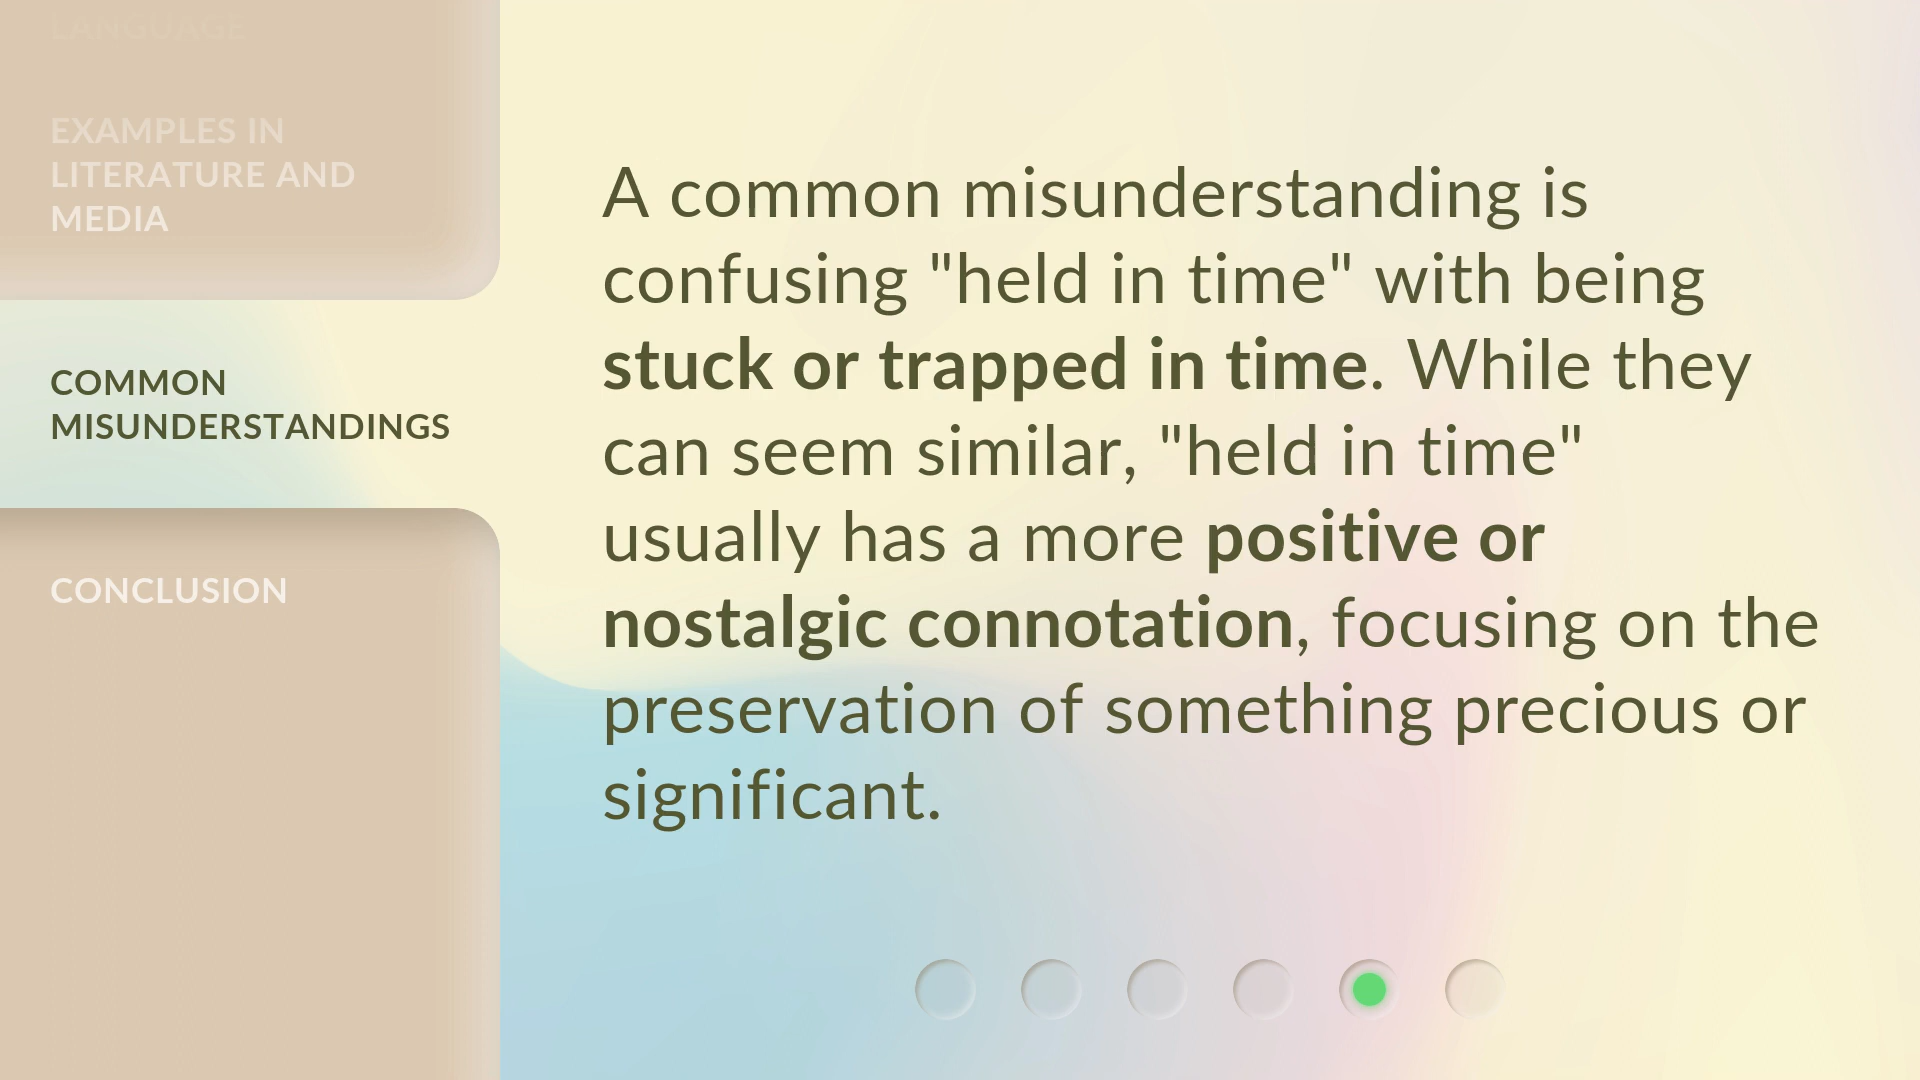 LANGUAGE
EXAMPLES IN
LITERATURE AND
MEDIA
COMMON
MISUNDERSTANDINGS
CONCLUSION
A common misunderstanding is
confusing "held in time" with being
stuck or trapped in time. While they
can seem similar, "held in time"
usually has a more positive or
nostalgic connotation, focusing on the
preservation of something precious or
significant.